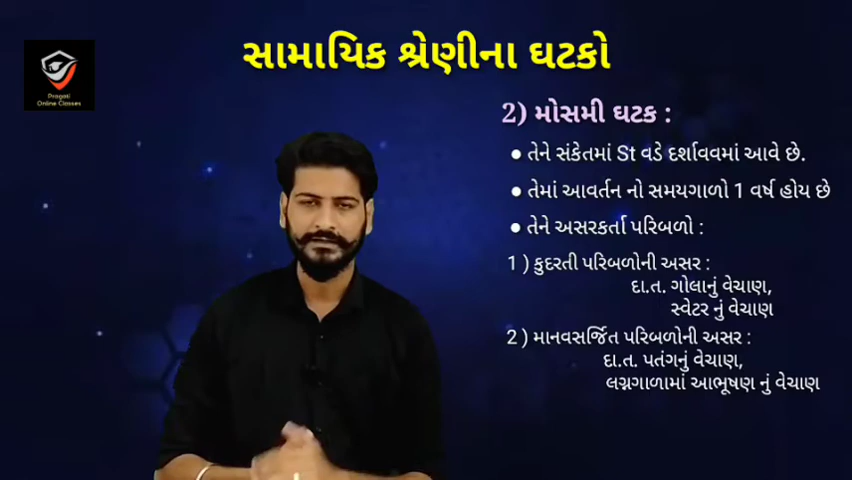 સામાયિક શ્રેણીના ઘટકો
Pragati
Online Classes
2) મોસમી ઘટક :
● તેને સંકેતમાં St વડે દર્શાવવમાં આવે છે.
● તેમાં આવર્તન નો સમયગાળો 1 વર્ષ હોય છે
● તેને અસરકર્તા પરિબળો :
1 ) કુદરતી પરિબળોની અસર :
દા.ત. ગોલાનું વેચાણ,
સ્વેટર નું વેચાણ
2 ) માનવસર્જિત પરિબળોની અસર :
દા.ત. પતંગનું વેચાણ,
લગ્નગાળામાં આભૂષણ નું વેચાણ